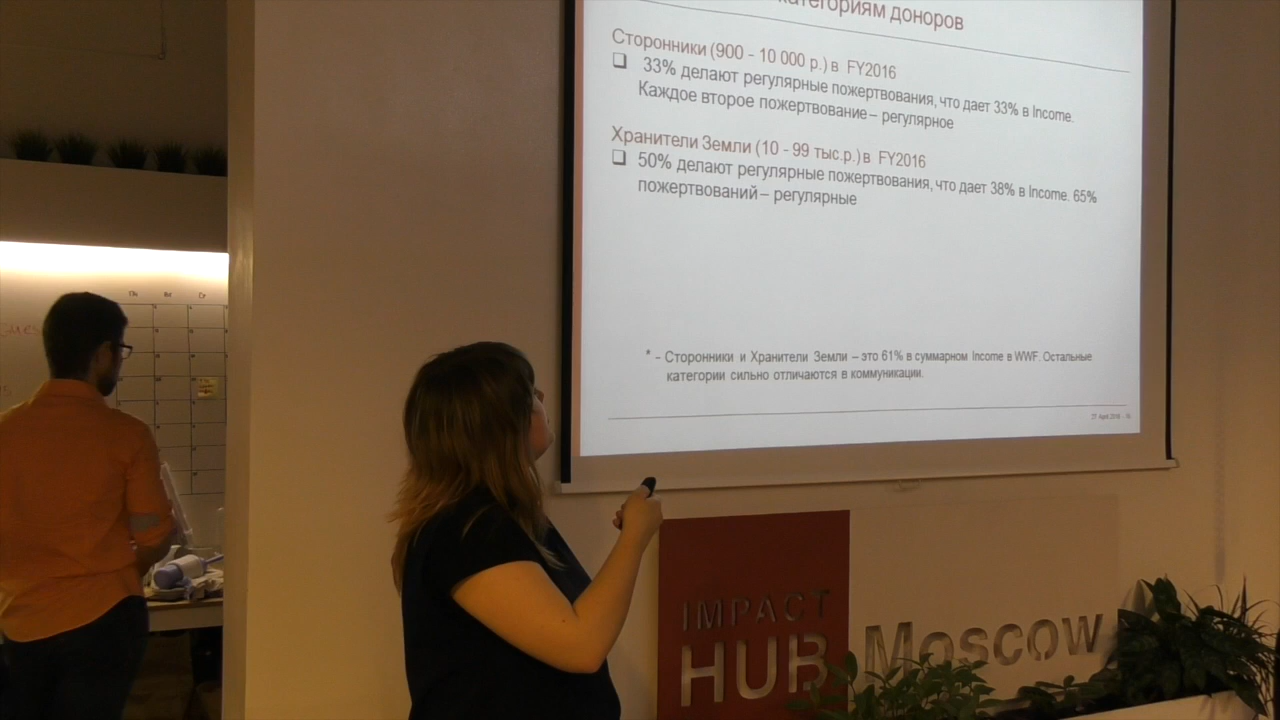 категориям доноров
Сторонники (900 - 10 000 р.) в FY2016
33% делают регулярные пожертвования, что дает 33% в Income.
Каждое второе пожертвование – регулярное
Хранители Земли (10 - 99 тыс.р.) в FY2016
50% делают регулярные пожертвования, что дает 38% в Income. 65%
пожертвований – регулярные
* - Сторонники и Хранители Земли – это 61% в суммарном Income в WWF. Остальные
категории сильно отличаются в коммуникации.
IMPACT
HUB Moscow